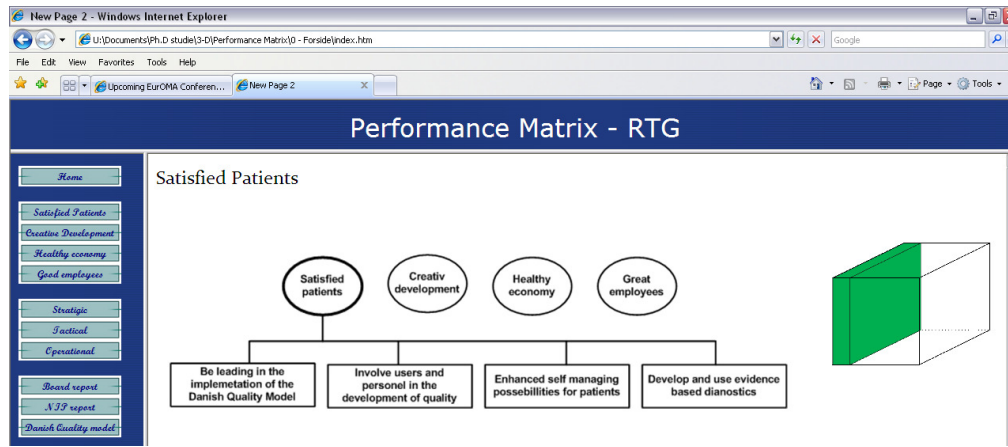 New Page 2 - Windows Internet Explorer
U:\Documents\Ph.D studie\3-D\Performance Matrix\0 - Forside\index.htm
Google
File Edit View Favorites Tools Help
Upcoming EurOMA Conferen... New Page 2 x
Page Tools
Performance Matrix - RTG
Home
Satisfied Patients
Creative Development
Healthy economy
Good employees
Stratigic
Tactical
Operational
Board report
NIP report
Danish Quality model
Satisfied Patients
Satisfied
patients
Creativ
development
Healthy
economy
Great
employees
Be leading in the
implemetation of the
Danish Quality Model
Involve users and
personel in the
development of quality
Enhanced self managing
possebillities for patients
Develop and use evidence
based dianostics